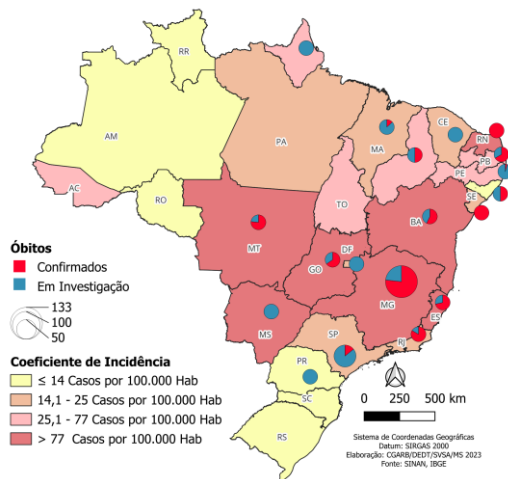 RR
AM
PA
MA
CE
RN
PB
PE
SE
AC
RO
TO
BA
MT
DF
GO
MG
ES
MS
SP
RJ
PR
SC
RS
Óbitos
Confirmados
Em Investigação
133
100
50
Coeficiente de Incidência
≤ 14 Casos por 100.000 Hab
14,1 - 25 Casos por 100.000 Hab
25,1 - 77 Casos por 100.000 Hab
> 77 Casos por 100.000 Hab
0 250 500 km
Sistema de Coordenadas Geográficas
Datum: SIRGAS 2000
Elaboração: CGARB/DEDT/SVSA/MS 2023
Fonte: SINAN, IBGE